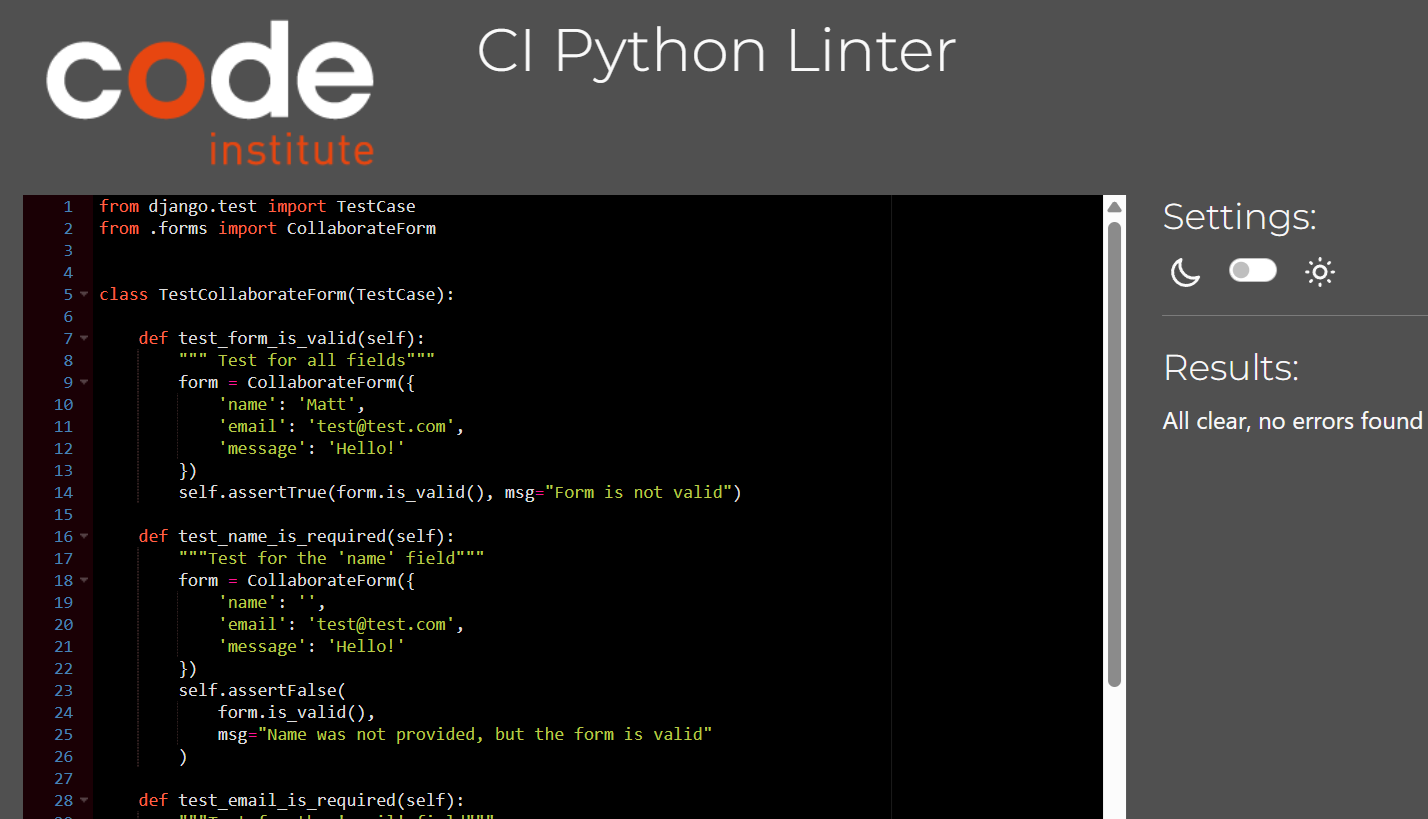 code
institute
CI Python Linter
1 from django.test import TestCase
2 from .forms import CollaborateForm
3
4
5 class TestCollaborateForm(TestCase):
6
7     def test_form_is_valid(self):
8         """ Test for all fields"""
9         form = CollaborateForm({
10             'name': 'Matt',
11             'email': 'test@test.com',
12             'message': 'Hello!'
13         })
14         self.assertTrue(form.is_valid(), msg="Form is not valid")
15
16     def test_name_is_required(self):
17         """Test for the 'name' field"""
18         form = CollaborateForm({
19             'name': '',
20             'email': 'test@test.com',
21             'message': 'Hello!'
22         })
23         self.assertFalse(
24             form.is_valid(),
25             msg="Name was not provided, but the form is valid"
26         )
27
28     def test_email_is_required(self):
Settings:
Results:
All clear, no errors found